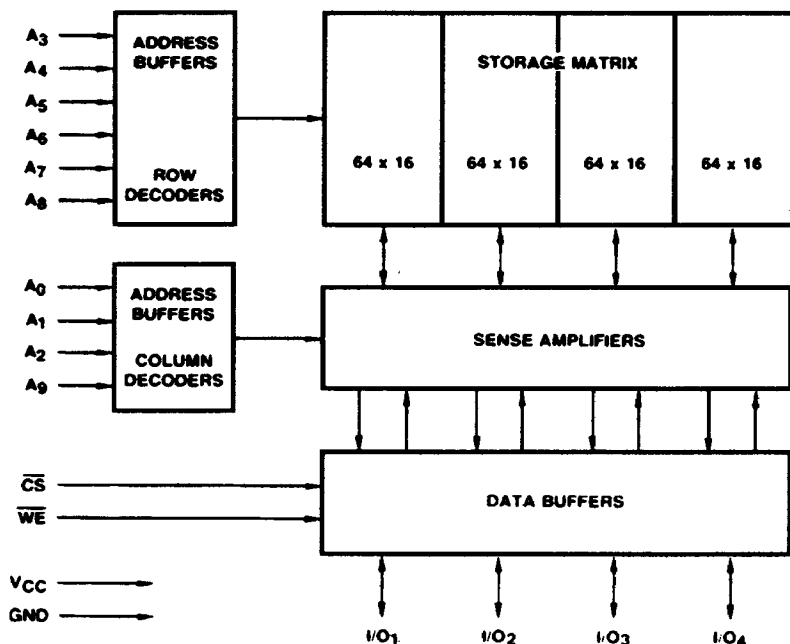 A3
A4
A5
A6
A7
A8
ADDRESS
BUFFERS
ROW
DECODERS
STORAGE MATRIX
64 x 16
64 x 16
64 x 16
64 x 16
A0
A1
A2
A9
ADDRESS
BUFFERS
COLUMN
DECODERS
SENSE AMPLIFIERS
C̅S̅
W̅E̅
DATA BUFFERS
VCC
GND
I/O1
I/O2
I/O3
I/O4